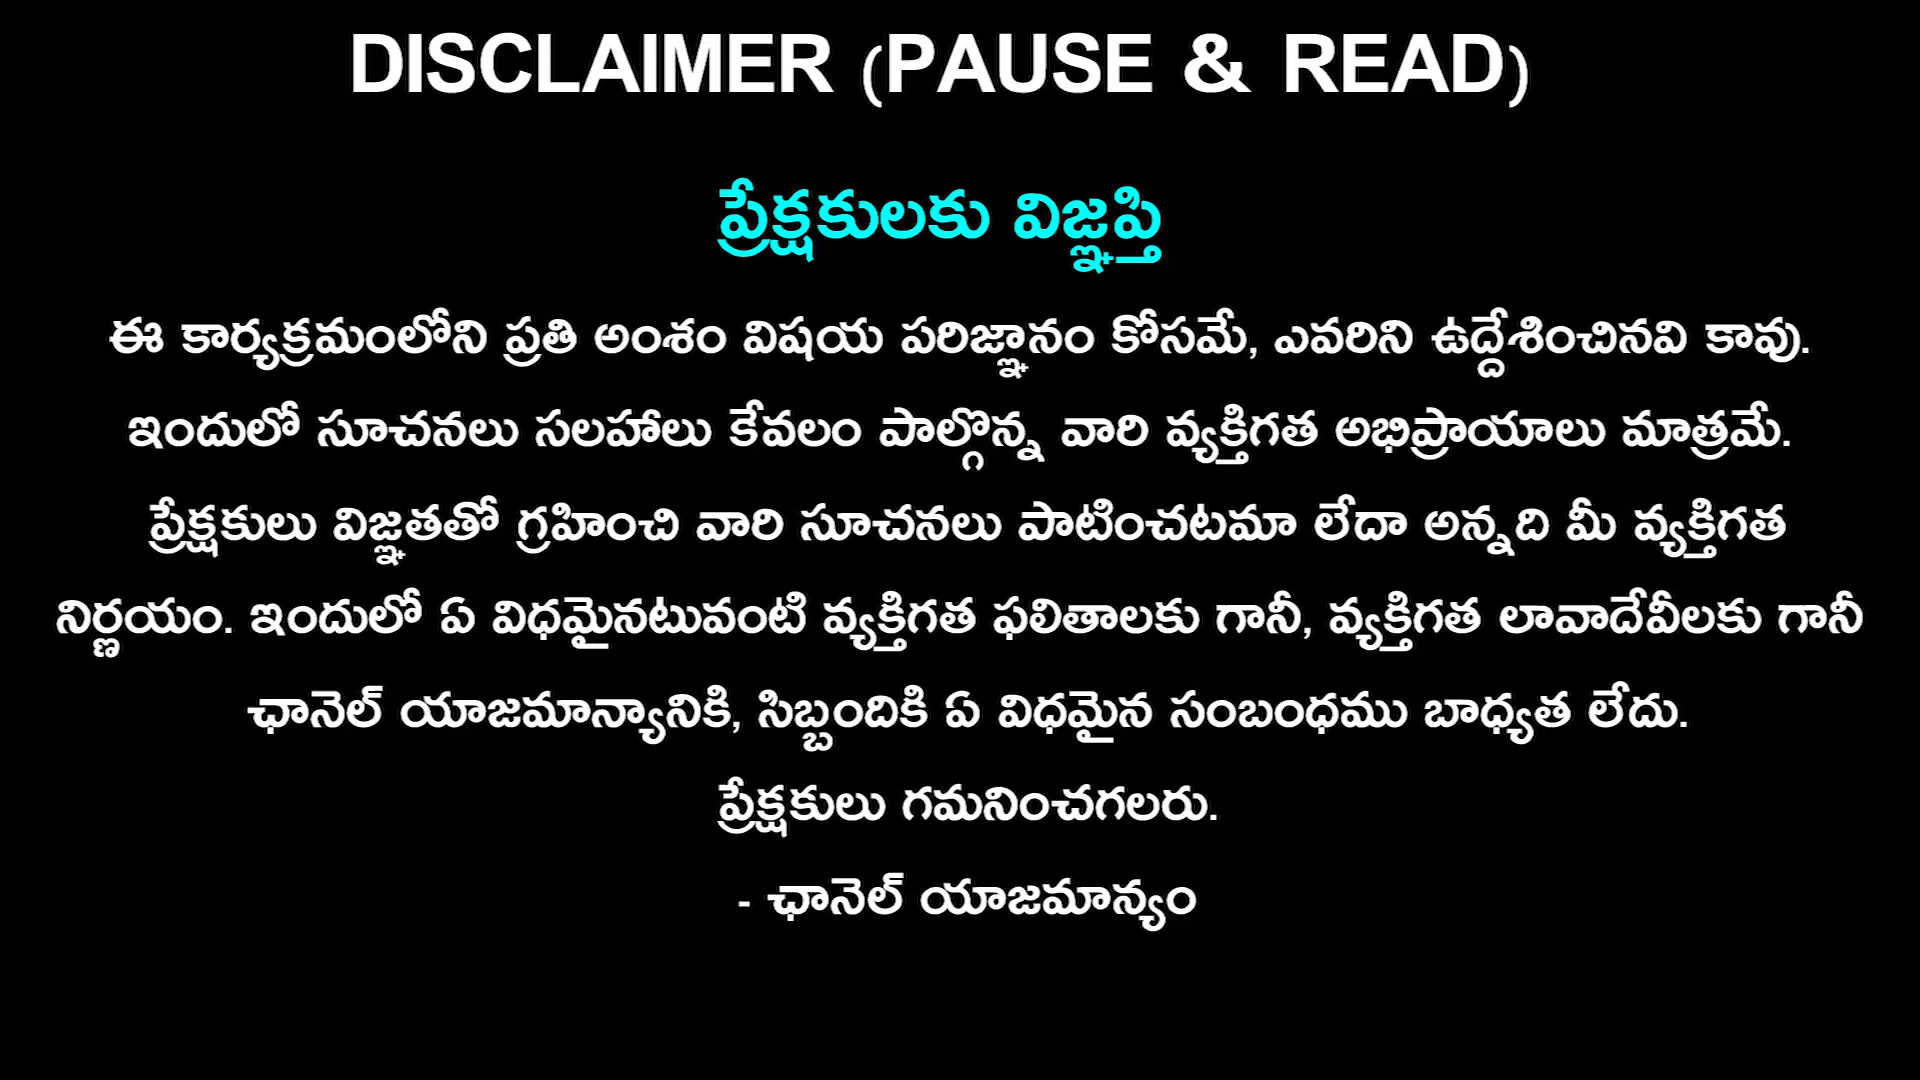 DISCLAIMER (PAUSE & READ)
ప్రేక్షకులకు విజ్ఞప్తి
ఈ కార్యక్రమంలోని ప్రతి అంశం విషయ పరిజ్ఞానం కోసమే, ఎవరిని ఉద్దేశించినవి కావు.
ఇందులో సూచనలు సలహాలు కేవలం పాల్గొన్న వారి వ్యక్తిగత అభిప్రాయాలు మాత్రమే.
ప్రేక్షకులు విజ్ఞతతో గ్రహించి వారి సూచనలు పాటించటమా లేదా అన్నది మీ వ్యక్తిగత
నిర్ణయం. ఇందులో ఏ విధమైనటువంటి వ్యక్తిగత ఫలితాలకు గానీ, వ్యక్తిగత లావాదేవీలకు గానీ
ఛానెల్ యాజమాన్యానికి, సిబ్బందికి ఏ విధమైన సంబంధము బాధ్యత లేదు.
ప్రేక్షకులు గమనించగలరు.
- ఛానెల్ యాజమాన్యం